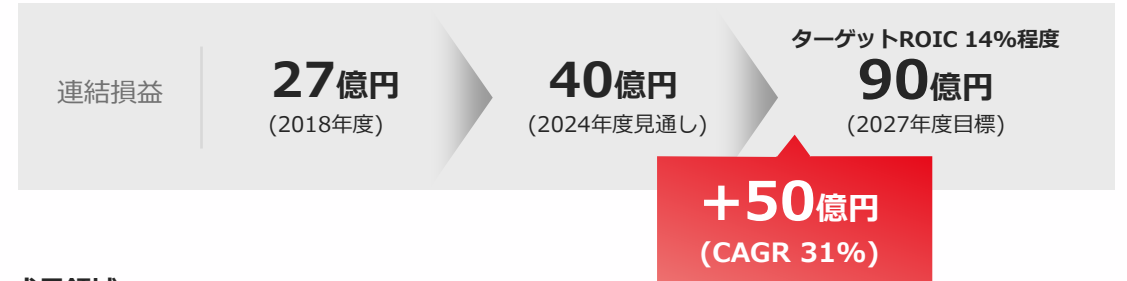 連結損益
27億円
(2018年度)
40億円
(2024年度見通し)
ターゲットROIC 14%程度
90億円
(2027年度目標)
+50億円
(CAGR 31%)